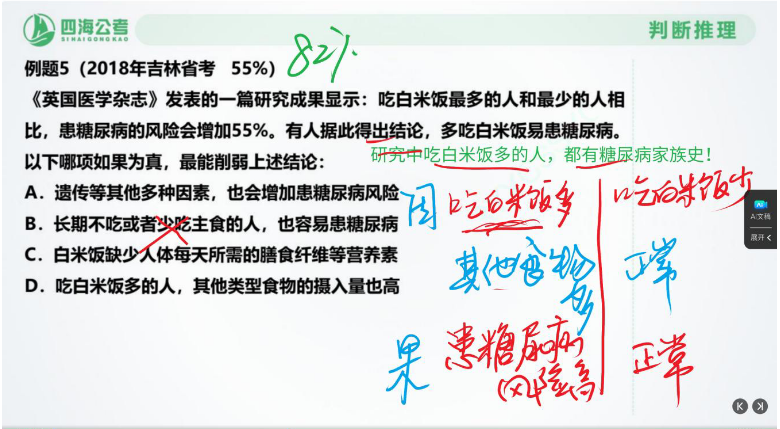 四海公考
SIHAIGONGKAO
判断推理
例题5（2018年吉林省考 55%）
82%
《英国医学杂志》发表的一篇研究成果显示：吃白米饭最多的人和最少的人相
比，患糖尿病的风险会增加55%。有人据此得出结论，多吃白米饭易患糖尿病。
研究中吃白米饭多的人，都有糖尿病家族史！
以下哪项如果为真，最能削弱上述结论：
A．遗传等其他多种因素，也会增加患糖尿病风险
B．长期不吃或者少吃主食的人，也容易患糖尿病
C．白米饭缺少人体每天所需的膳食纤维等营养素
D．吃白米饭多的人，其他类型食物的摄入量也高
因 吃白米饭多 吃白米饭少
其他食物多 正常
果 患糖尿病风险高 正常
AI
AI文稿
展开